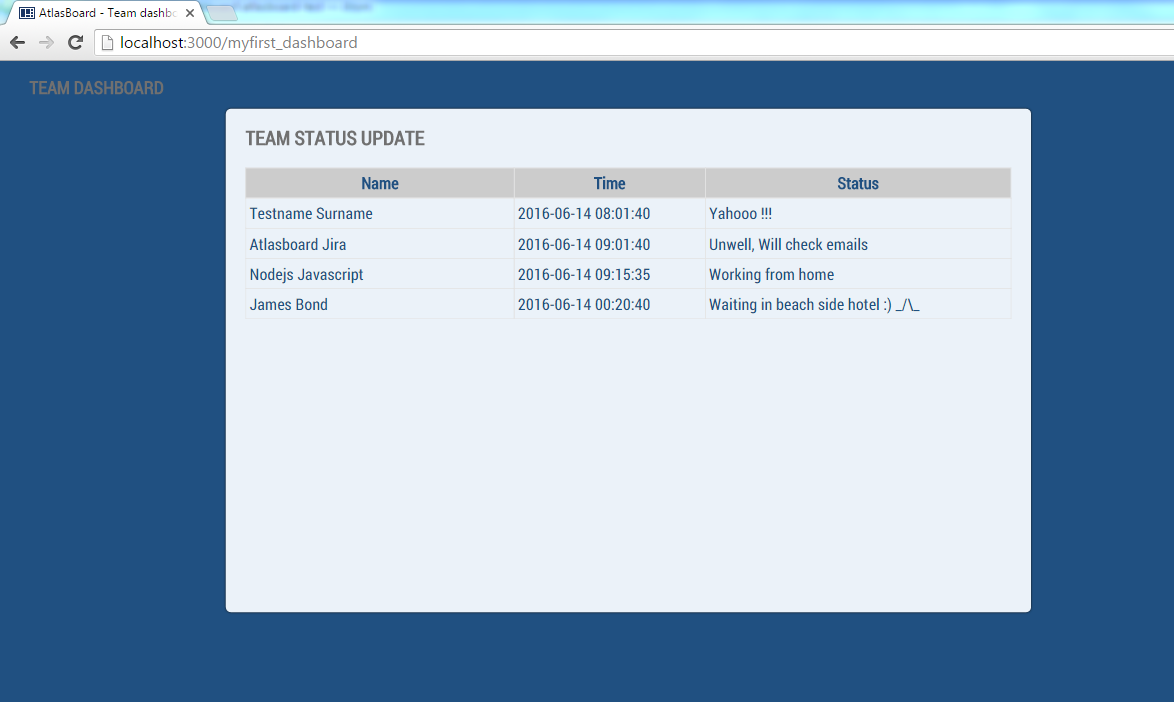 AtlasBoard - Team dashbo
localhost:3000/myfirst_dashboard
TEAM DASHBOARD
TEAM STATUS UPDATE
Name Time Status
Testname Surname 2016-06-14 08:01:40 Yahooo !!!
Atlasboard Jira 2016-06-14 09:01:40 Unwell, Will check emails
Nodejs Javascript 2016-06-14 09:15:35 Working from home
James Bond 2016-06-14 00:20:40 Waiting in beach side hotel :) _/\_